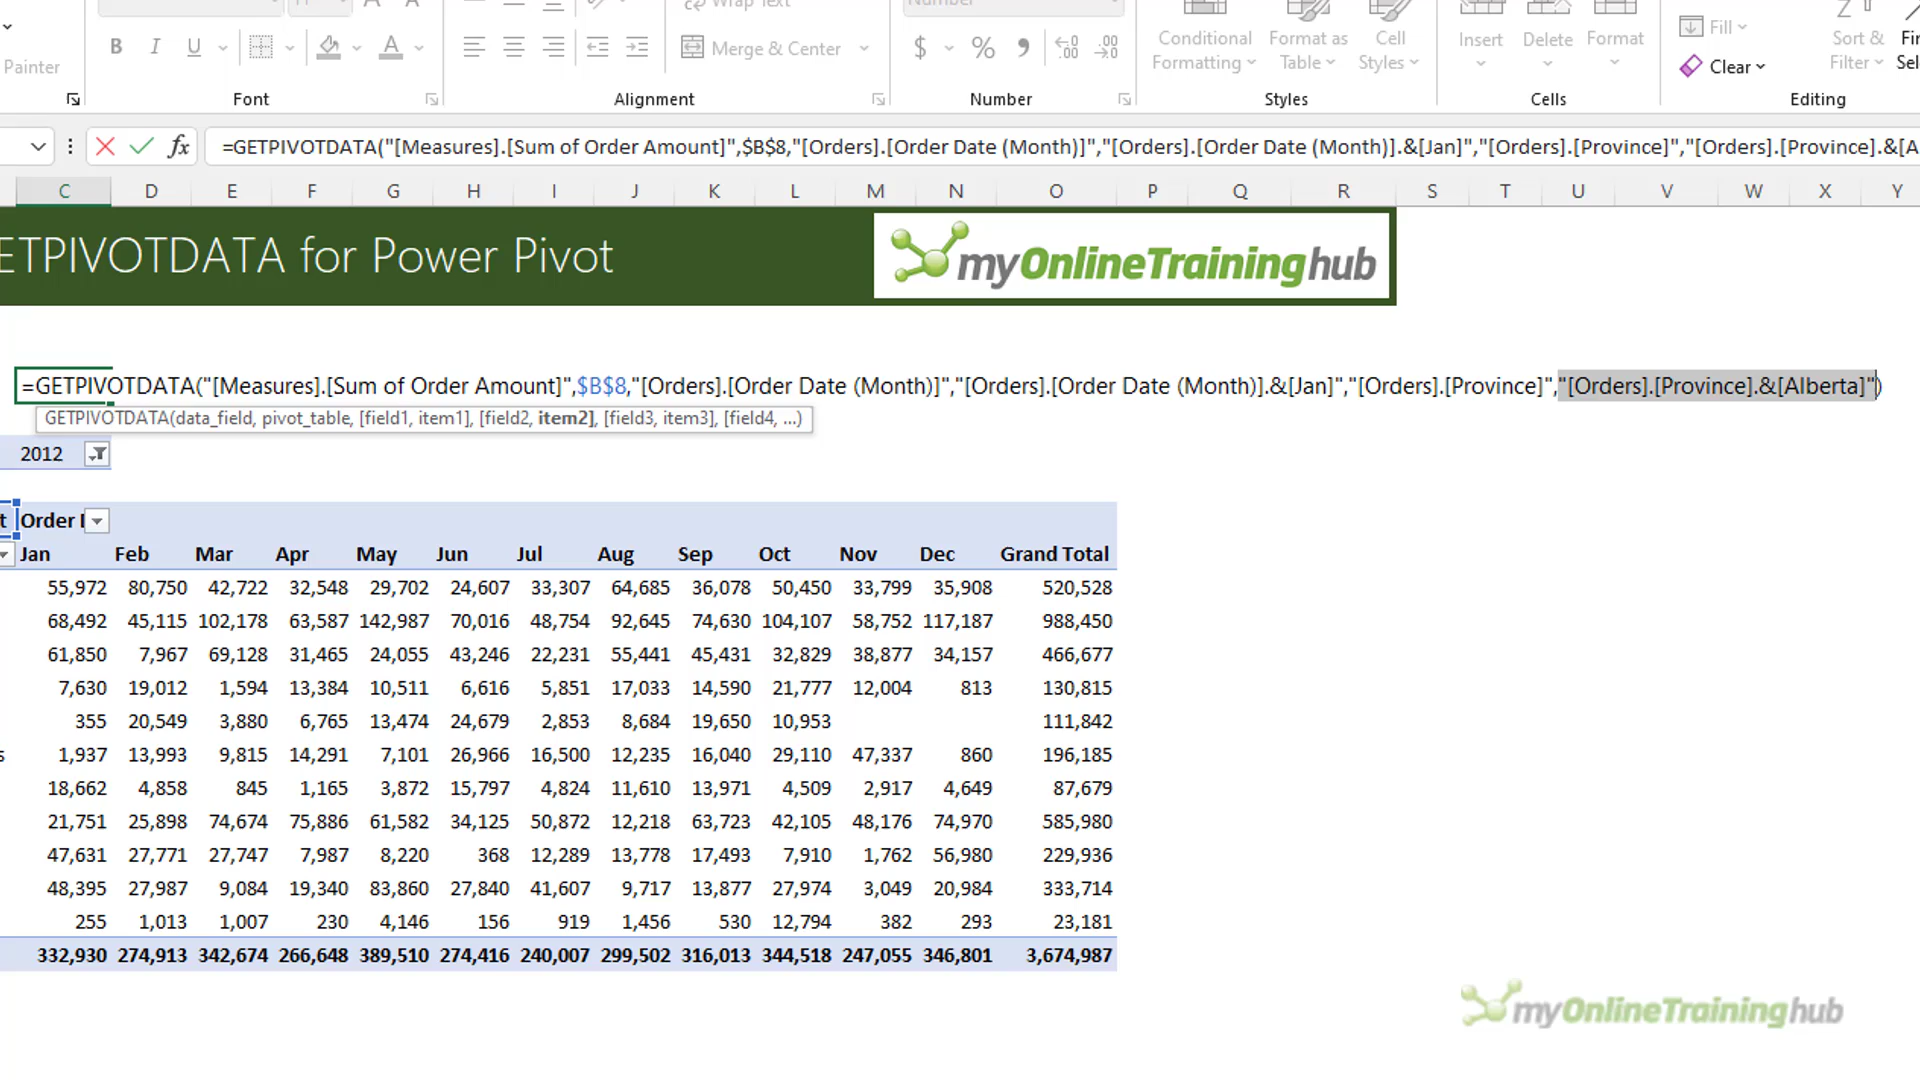 Wrap Text
Number
Painter
B I U
Merge & Center
$ % 9
Conditional Formatting
Format as Table
Cell Styles
Insert Delete Format
Fill
Clear
Sort & Filter
Font Alignment Number Styles Cells Editing
fx =GETPIVOTDATA("[Measures].[Sum of Order Amount]",$B$8,"[Orders].[Order Date (Month)]","[Orders].[Order Date (Month)].&[Jan]","[Orders].[Province]","[Orders].[Province].&[A
C D E F G H I J K L M N O P Q R S T U V W X Y
ETPIVOTDATA for Power Pivot
myOnlineTraininghub
=GETPIVOTDATA("[Measures].[Sum of Order Amount]",$B$8,"[Orders].[Order Date (Month)]","[Orders].[Order Date (Month)].&[Jan]","[Orders].[Province]","[Orders].[Province].&[Alberta]")
GETPIVOTDATA(data_field, pivot_table, [field1, item1], [field2, item2], [field3, item3], [field4, ...)
2012
t Order
Jan Feb Mar Apr May Jun Jul Aug Sep Oct Nov Dec Grand Total
55,972 80,750 42,722 32,548 29,702 24,607 33,307 64,685 36,078 50,450 33,799 35,908 520,528
68,492 45,115 102,178 63,587 142,987 70,016 48,754 92,645 74,630 104,107 58,752 117,187 988,450
61,850 7,967 69,128 31,465 24,055 43,246 22,231 55,441 45,431 32,829 38,877 34,157 466,677
7,630 19,012 1,594 13,384 10,511 6,616 5,851 17,033 14,590 21,777 12,004 813 130,815
355 20,549 3,880 6,765 13,474 24,679 2,853 8,684 19,650 10,953 111,842
s 1,937 13,993 9,815 14,291 7,101 26,966 16,500 12,235 16,040 29,110 47,337 860 196,185
18,662 4,858 845 1,165 3,872 15,797 4,824 11,610 13,971 4,509 2,917 4,649 87,679
21,751 25,898 74,674 75,886 61,582 34,125 50,872 12,218 63,723 42,105 48,176 74,970 585,980
47,631 27,771 27,747 7,987 8,220 368 12,289 13,778 17,493 7,910 1,762 56,980 229,936
48,395 27,987 9,084 19,340 83,860 27,840 41,607 9,717 13,877 27,974 3,049 20,984 333,714
255 1,013 1,007 230 4,146 156 919 1,456 530 12,794 382 293 23,181
332,930 274,913 342,674 266,648 389,510 274,416 240,007 299,502 316,013 344,518 247,055 346,801 3,674,987
myOnlineTraininghub